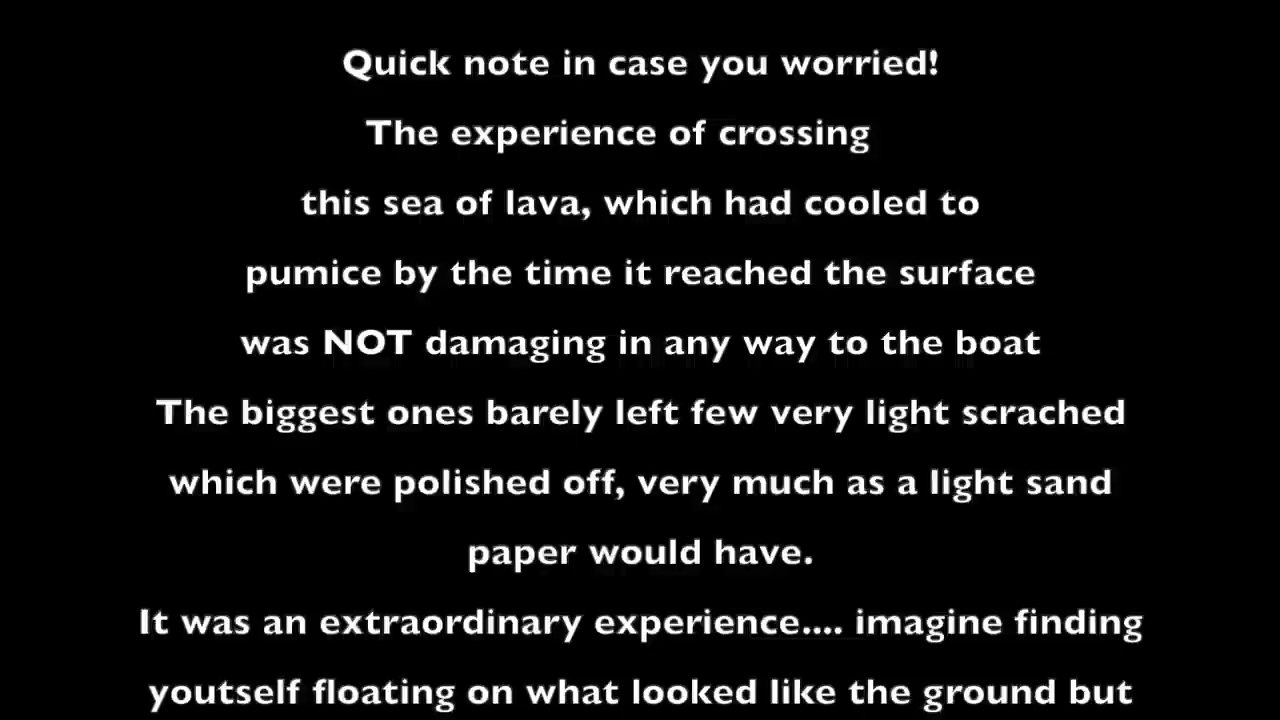 Quick note in case you worried!
The experience of crossing
this sea of lava, which had cooled to
pumice by the time it reached the surface
was NOT damaging in any way to the boat
The biggest ones barely left few very light scrached
which were polished off, very much as a light sand
paper would have.
It was an extraordinary experience.... imagine finding
youtself floating on what looked like the ground but